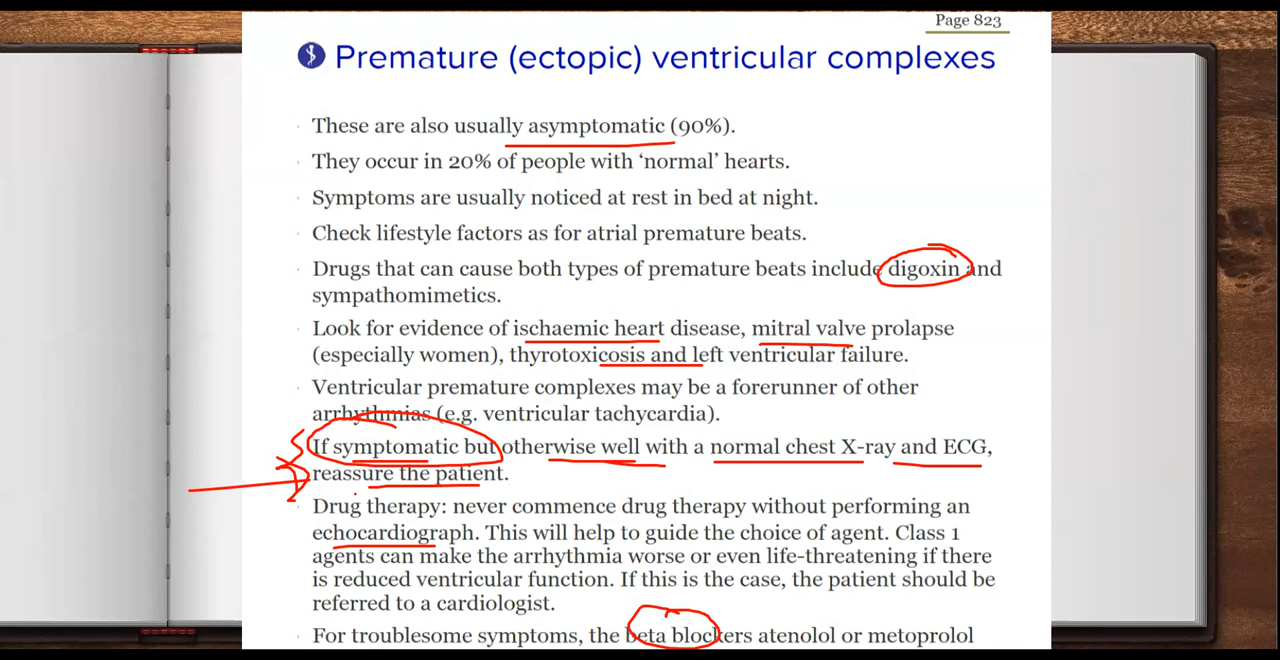 Page 823
Premature (ectopic) ventricular complexes
These are also usually asymptomatic (90%).
They occur in 20% of people with ‘normal’ hearts.
Symptoms are usually noticed at rest in bed at night.
Check lifestyle factors as for atrial premature beats.
Drugs that can cause both types of premature beats include digoxin and
sympathomimetics.
Look for evidence of ischaemic heart disease, mitral valve prolapse
(especially women), thyrotoxicosis and left ventricular failure.
Ventricular premature complexes may be a forerunner of other
arrhythmias (e.g. ventricular tachycardia).
If symptomatic but otherwise well with a normal chest X-ray and ECG,
reassure the patient.
Drug therapy: never commence drug therapy without performing an
echocardiograph. This will help to guide the choice of agent. Class 1
agents can make the arrhythmia worse or even life-threatening if there
is reduced ventricular function. If this is the case, the patient should be
referred to a cardiologist.
For troublesome symptoms, the beta blockers atenolol or metoprolol